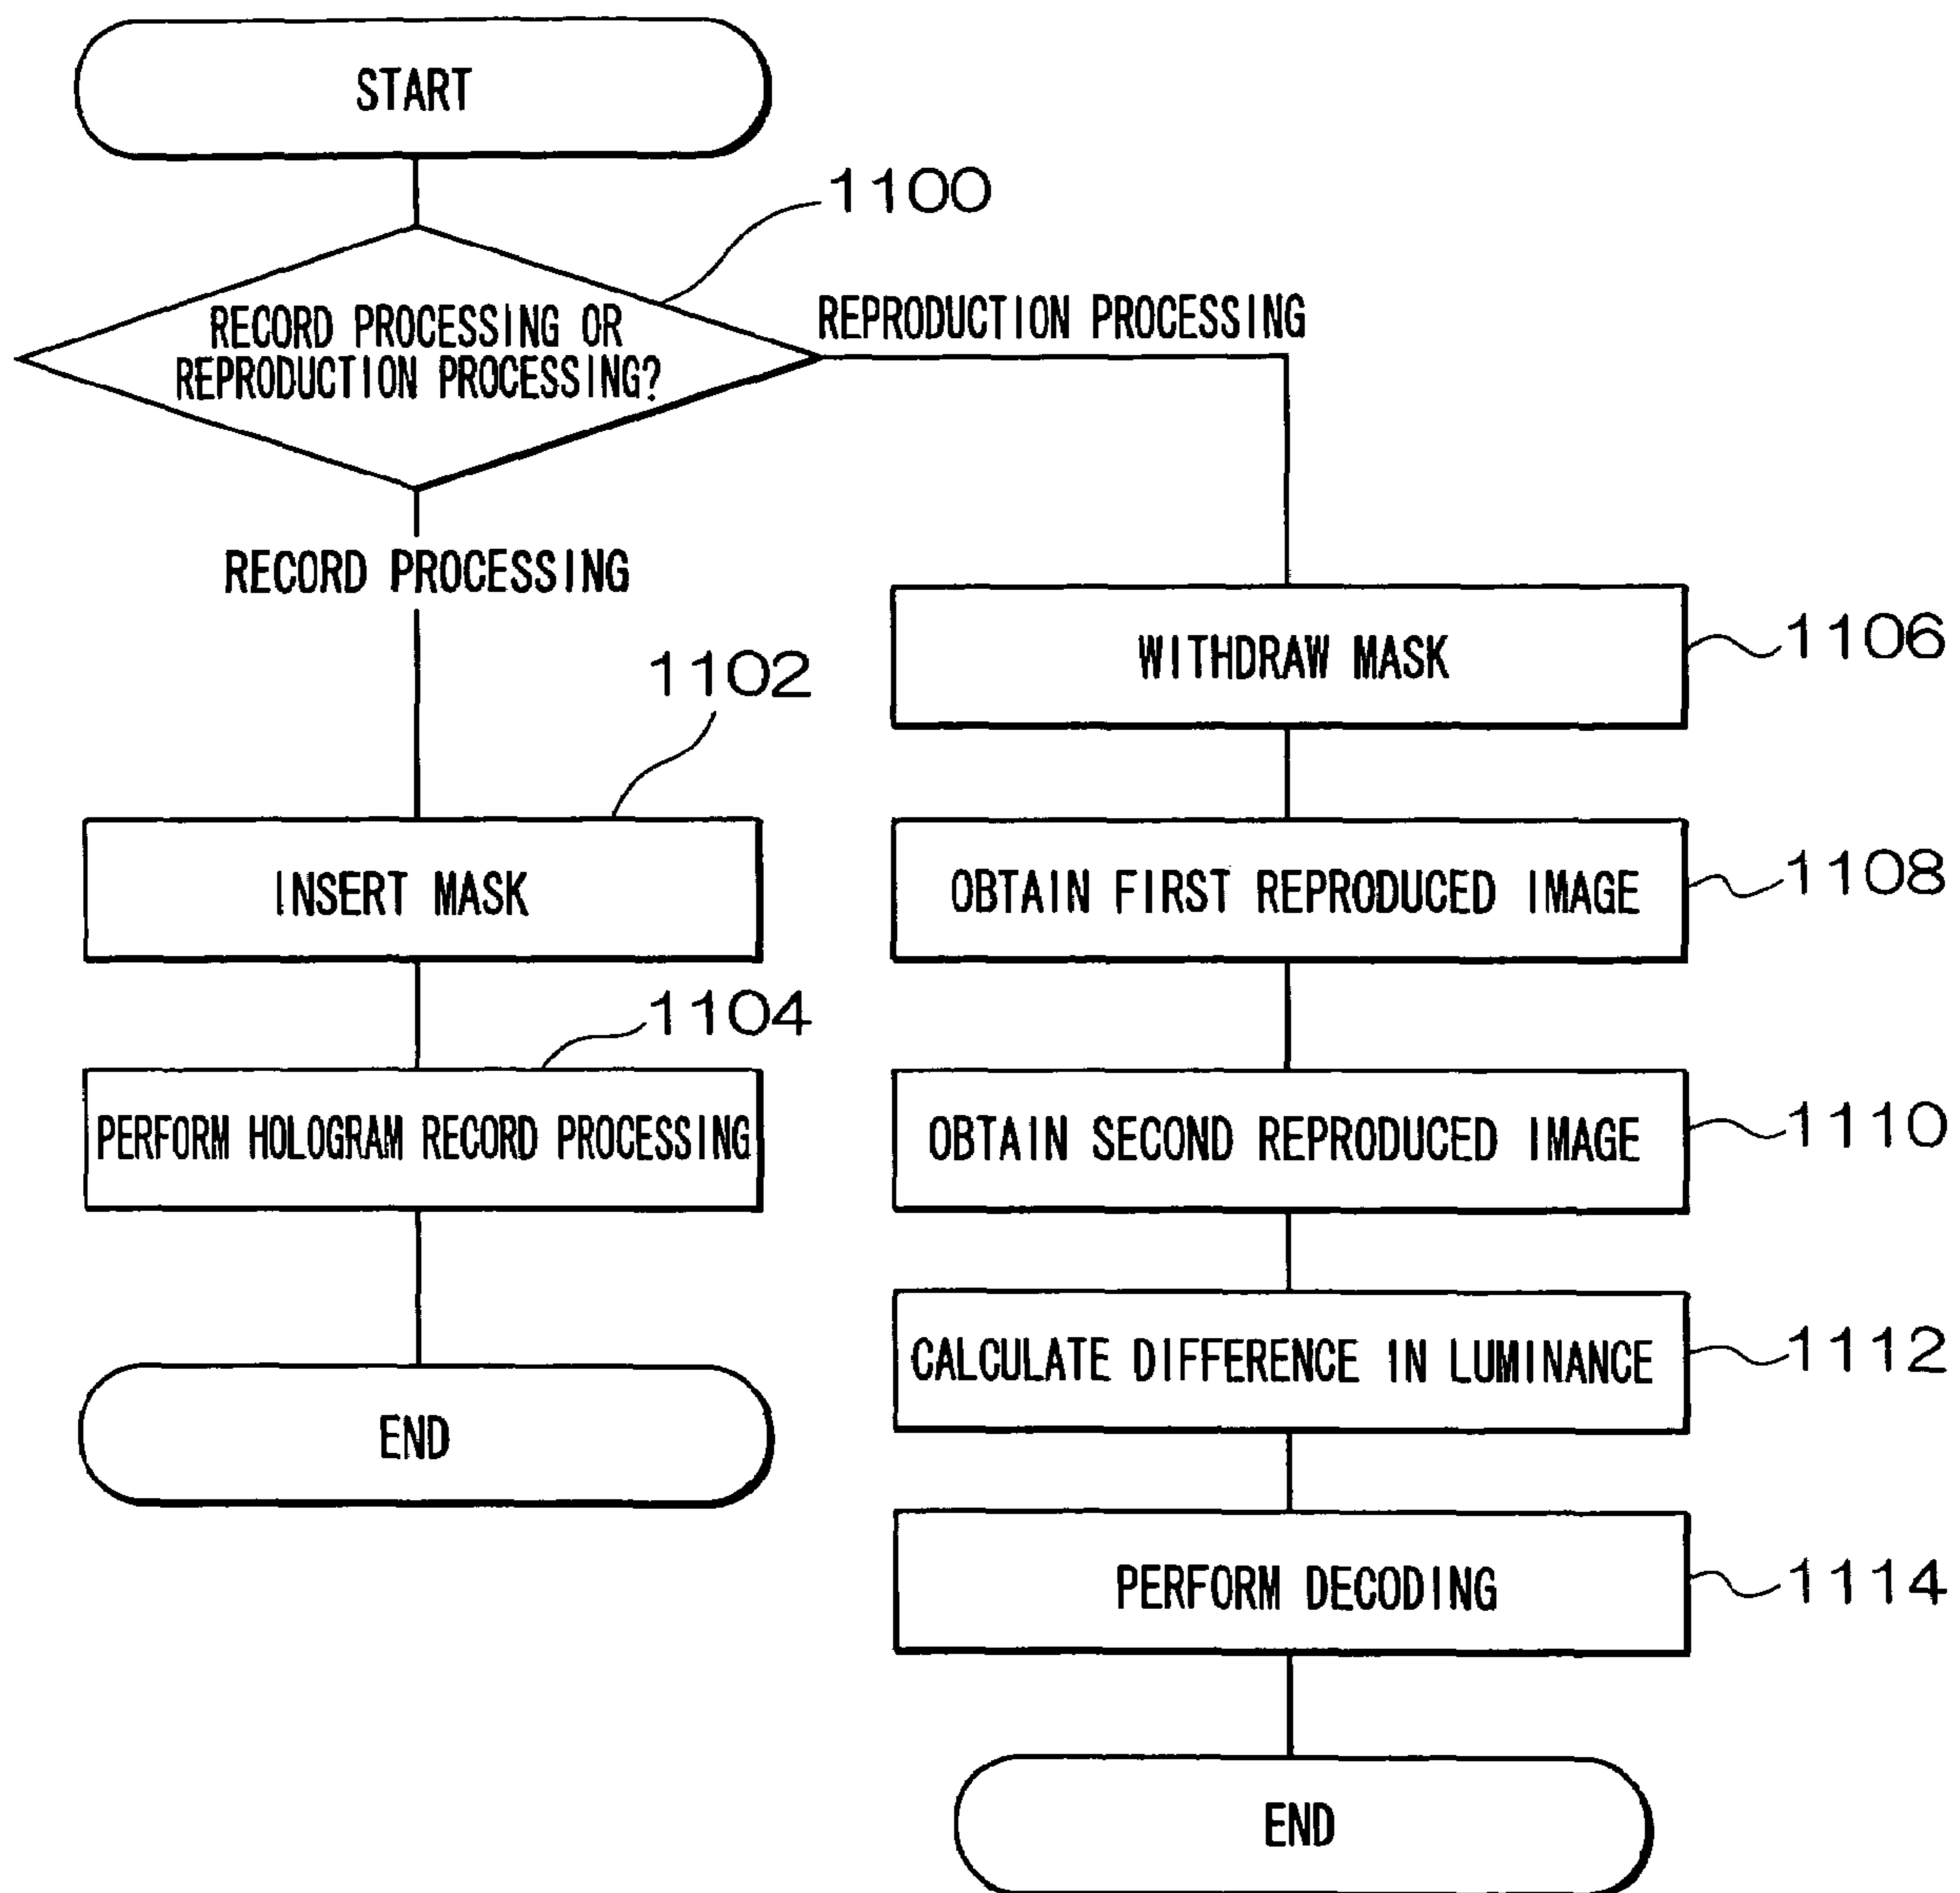 START
1100
RECORD PROCESSING OR
REPRODUCTION PROCESSING?
REPRODUCTION PROCESSING
RECORD PROCESSING
1102
INSERT MASK
1104
PERFORM HOLOGRAM RECORD PROCESSING
END
WITHDRAW MASK
1106
OBTAIN FIRST REPRODUCED IMAGE
1108
OBTAIN SECOND REPRODUCED IMAGE
1110
CALCULATE DIFFERENCE IN LUMINANCE
1112
PERFORM DECODING
1114
END